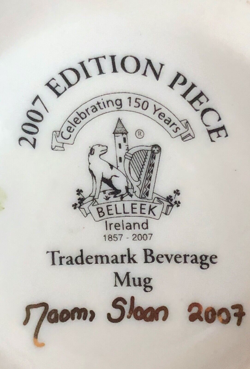 2007 EDITION PIECE
Celebrating 150 Years
®
BELLEEK
Ireland
1857 - 2007
Trademark Beverage
Mug
Naomi Sloan 2007